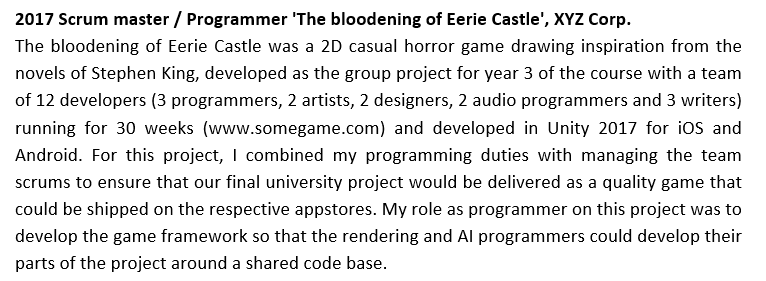 2017 Scrum master / Programmer 'The bloodening of Eerie Castle', XYZ Corp.
The bloodening of Eerie Castle was a 2D casual horror game drawing inspiration from the
novels of Stephen King, developed as the group project for year 3 of the course with a team
of 12 developers (3 programmers, 2 artists, 2 designers, 2 audio programmers and 3 writers)
running for 30 weeks (www.somegame.com) and developed in Unity 2017 for iOS and
Android. For this project, I combined my programming duties with managing the team
scrums to ensure that our final university project would be delivered as a quality game that
could be shipped on the respective appstores. My role as programmer on this project was to
develop the game framework so that the rendering and AI programmers could develop their
parts of the project around a shared code base.